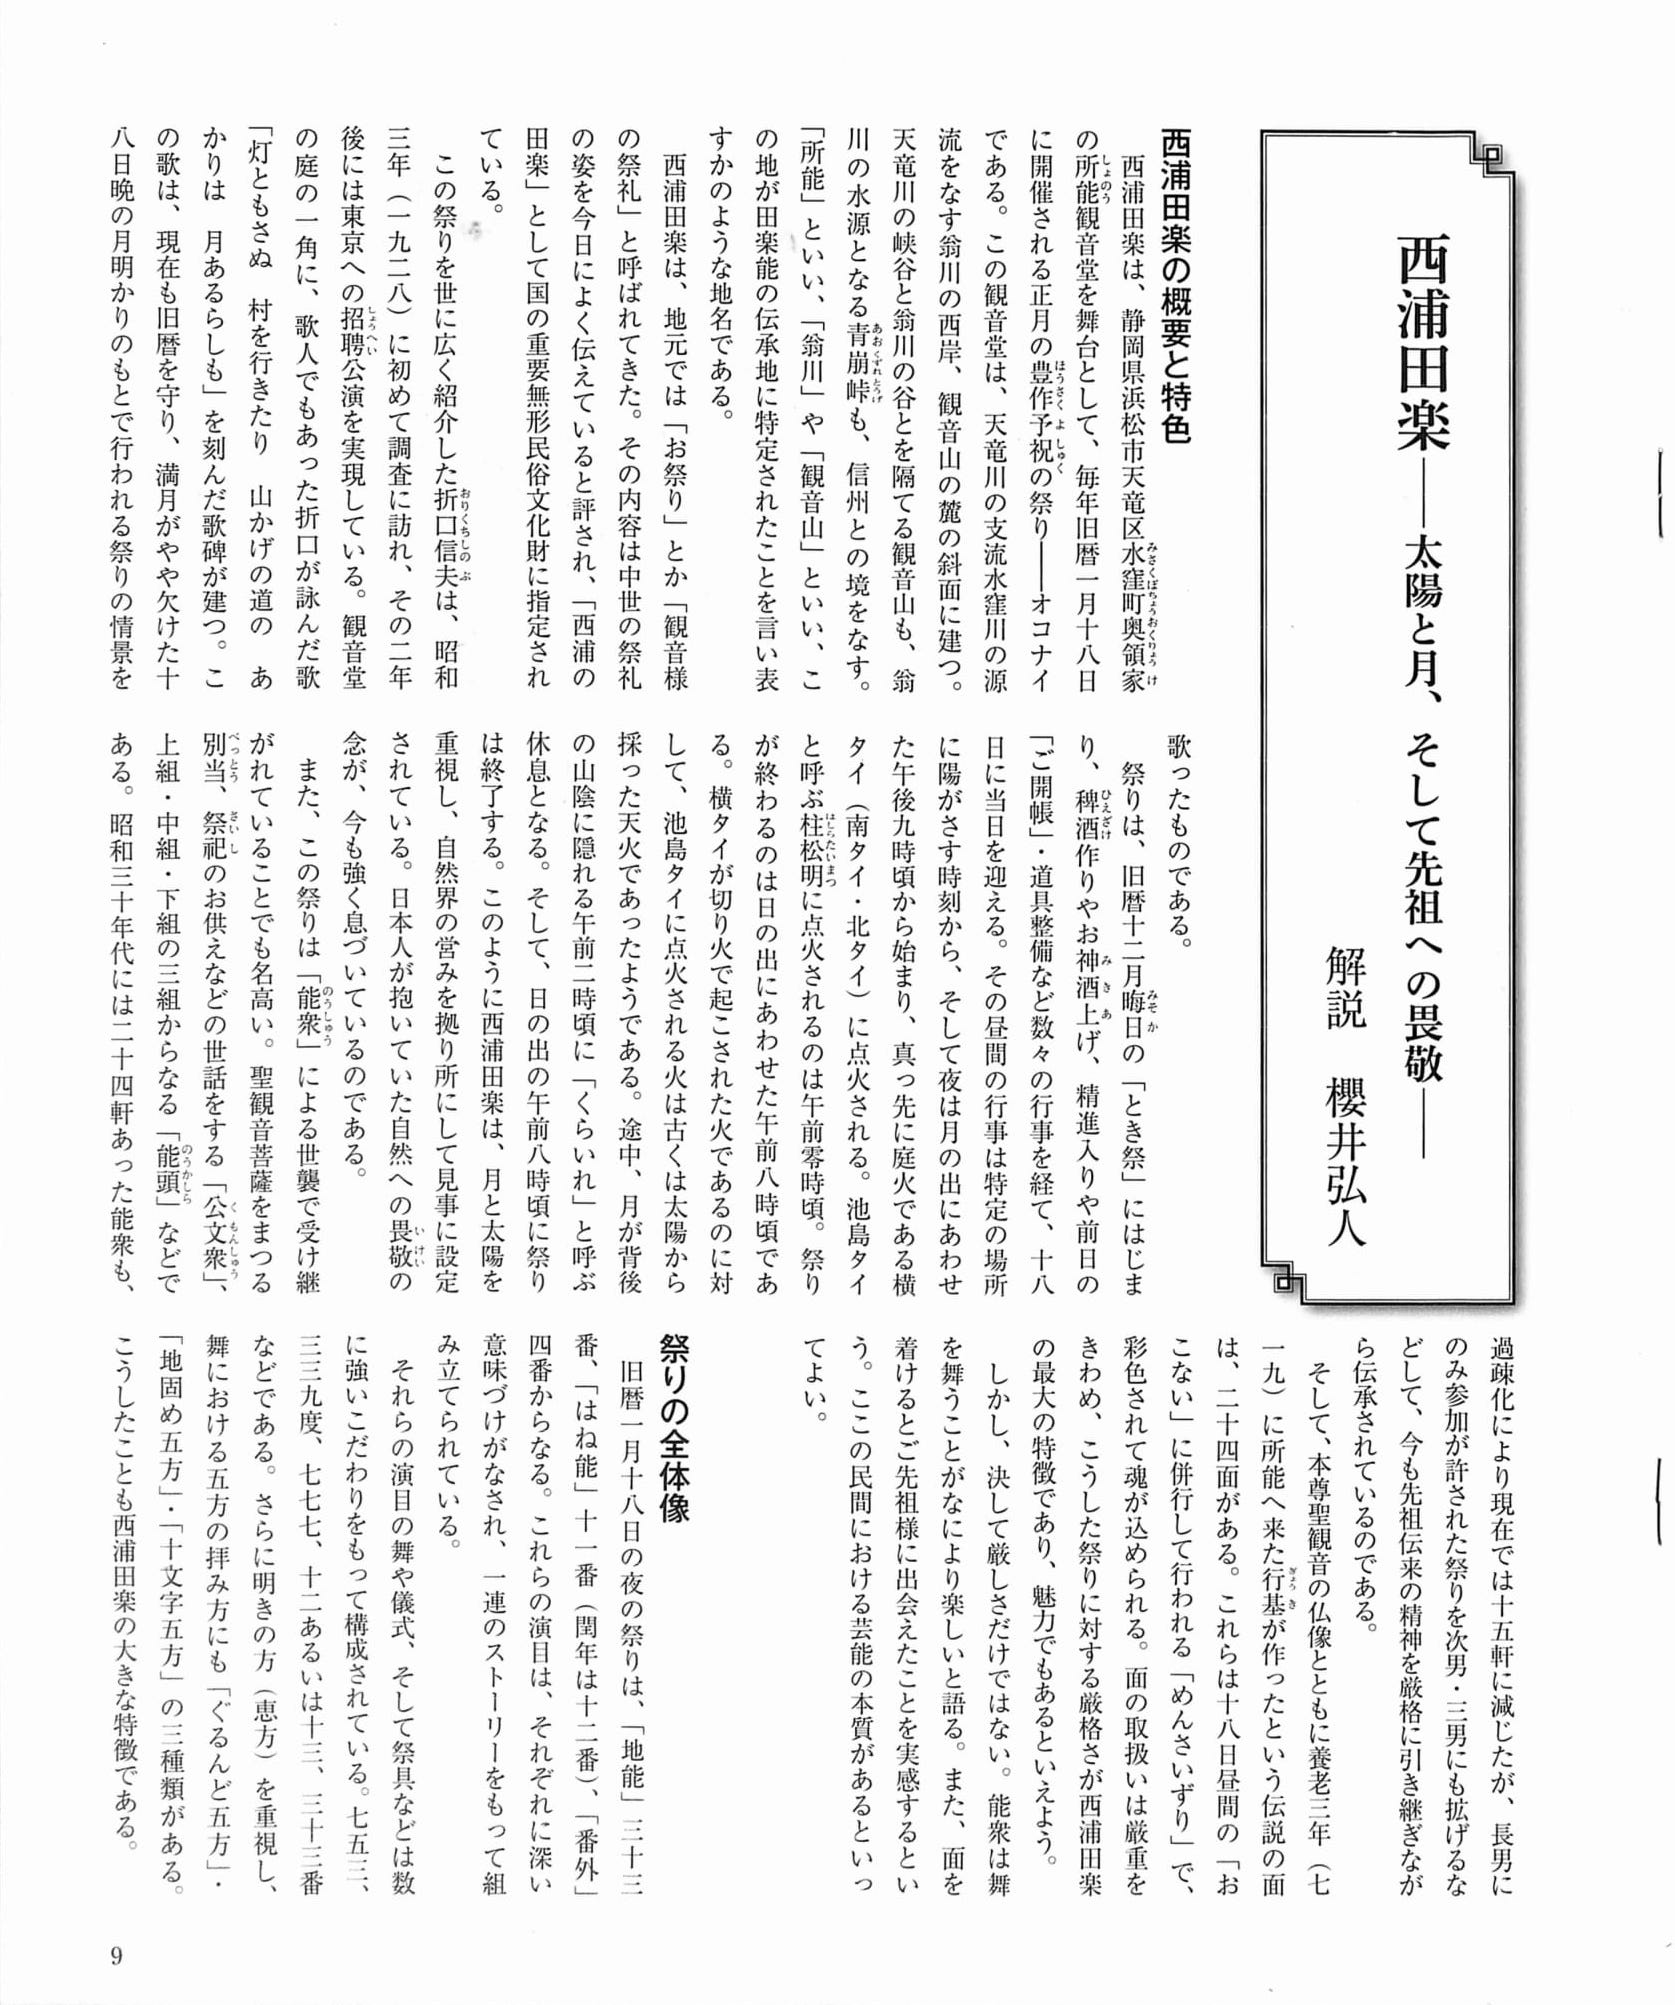 西浦田楽――太陽と月、そして先祖への畏敬――
解説　櫻井弘人
西浦田楽の概要と特色
西浦田楽は、静岡県浜松市天竜区水窪町奥領家
の所能観音堂を舞台として、毎年旧暦一月十八日
に開催される正月の豊作予祝の祭り――オコナイ
である。この観音堂は、天竜川の支流水窪川の源
流をなす翁川の西岸、観音山の麓の斜面に建つ。
天竜川の峡谷と翁川の谷とを隔てる観音山も、翁
川の水源となる青崩峠も、信州との境をなす。
「所能」といい、「翁川」や「観音山」といい、こ
の地が田楽能の伝承地に特定されたことを言い表
すかのような地名である。
西浦田楽は、地元では「お祭り」とか「観音様
の祭礼」と呼ばれてきた。その内容は中世の祭礼
の姿を今日によく伝えていると評され、「西浦の
田楽」として国の重要無形民俗文化財に指定され
ている。
この祭りを世に広く紹介した折口信夫は、昭和
三年（一九二八）に初めて調査に訪れ、その二年
後には東京への招聘公演を実現している。観音堂
の庭の一角に、歌人でもあった折口が詠んだ歌
「灯ともさぬ　村を行きたり　山かげの道の　あ
かりは　月あるらしも」を刻んだ歌碑が建つ。こ
の歌は、現在も旧暦を守り、満月がやや欠けた十
八日晩の月明かりのもとで行われる祭りの情景を
歌ったものである。
祭りは、旧暦十二月晦日の「とき祭」にはじま
り、稗酒作りやお神酒上げ、精進入りや前日の
「ご開帳」・道具整備など数々の行事を経て、十八
日に当日を迎える。その昼間の行事は特定の場所
に陽がさす時刻から、そして夜は月の出にあわせ
た午後九時頃から始まり、真っ先に庭火である横
タイ（南タイ・北タイ）に点火される。池島タイ
と呼ぶ柱松明に点火されるのは午前零時頃。祭り
が終わるのは日の出にあわせた午前八時頃であ
る。横タイが切り火で起こされた火であるのに対
して、池島タイに点火される火は古くは太陽から
採った天火であったようである。途中、月が背後
の山陰に隠れる午前二時頃に「くらいれ」と呼ぶ
休息となる。そして、日の出の午前八時頃に祭り
は終了する。このように西浦田楽は、月と太陽を
重視し、自然界の営みを拠り所にして見事に設定
されている。日本人が抱いていた自然への畏敬の
念が、今も強く息づいているのである。
また、この祭りは「能衆」による世襲で受け継
がれていることでも名高い。聖観音菩薩をまつる
別当、祭祀のお供えなどの世話をする「公文衆」、
上組・中組・下組の三組からなる「能頭」などで
ある。昭和三十年代には二十四軒あった能衆も、
過疎化により現在では十五軒に減じたが、長男に
のみ参加が許された祭りを次男・三男にも拡げるな
どして、今も先祖伝来の精神を厳格に引き継ぎなが
ら伝承されているのである。
そして、本尊聖観音の仏像とともに養老三年（七
一九）に所能へ来た行基が作ったという伝説の面
は、二十四面がある。これらは十八日昼間の「お
こない」に併行して行われる「めんさいずり」で、
彩色されて魂が込められる。面の取扱いは厳重を
きわめ、こうした祭りに対する厳格さが西浦田楽
の最大の特徴であり、魅力でもあるといえよう。
しかし、決して厳しさだけではない。能衆は舞
を舞うことがなにより楽しいと語る。また、面を
着けるとご先祖様に出会えたことを実感するとい
う。ここの民間における芸能の本質があるといっ
てよい。
祭りの全体像
旧暦一月十八日の夜の祭りは、「地能」三十三
番、「はね能」十一番（閏年は十二番）、「番外」
四番からなる。これらの演目は、それぞれに深い
意味づけがなされ、一連のストーリーをもって組
み立てられている。
それらの演目の舞や儀式、そして祭具などは数
に強いこだわりをもって構成されている。七五三、
三三九度、七七七、十二あるいは十三、三十三番
などである。さらに明きの方（恵方）を重視し、
舞における五方の拝み方にも「ぐるんど五方」・
「地固め五方」・「十文字五方」の三種類がある。
こうしたことも西浦田楽の大きな特徴である。
9